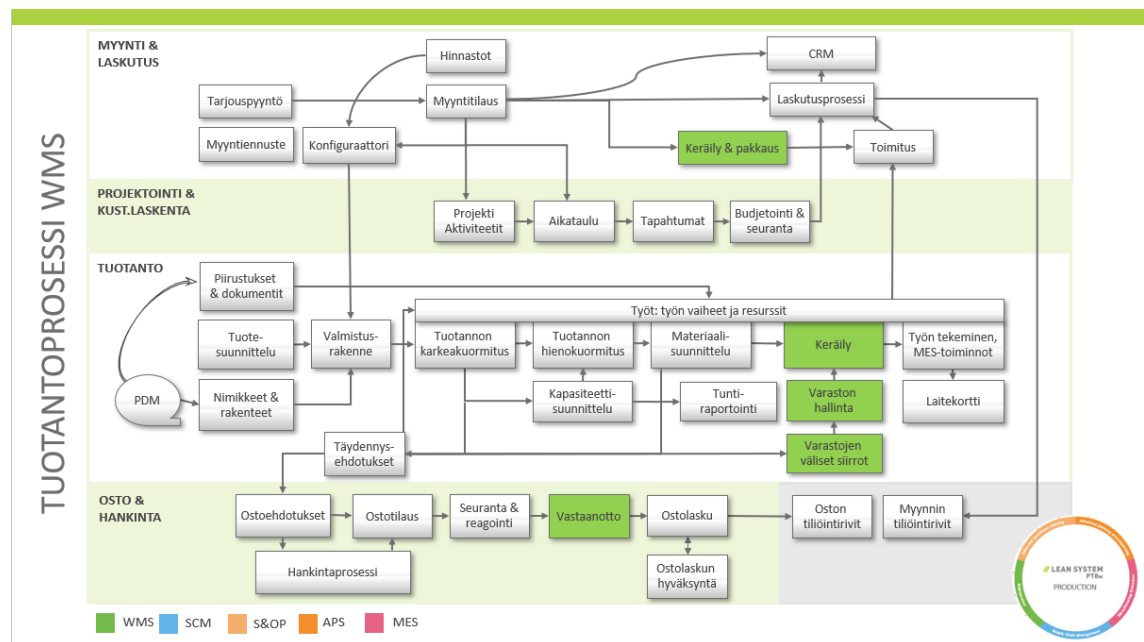 TUOTANTOPROSESSI WMS
MYYNTI &
LASKUTUS
Hinnastot
CRM
Tarjouspyyntö
Myyntitilaus
Laskutusprosessi
Myyntiennuste
Konfiguraattori
Keräily & pakkaus
Toimitus
PROJEKTOINTI &
KUST.LASKENTA
Projekti
Aktiviteetit
Aikataulu
Tapahtumat
Budjetointi &
seuranta
TUOTANTO
Piirustukset
& dokumentit
Työt: työn vaiheet ja resurssit
Tuote-
suunnittelu
Valmistus-
rakenne
Tuotannon
karkeakuormitus
Tuotannon
hienokuormitus
Materiaali-
suunnittelu
Keräily
Työn tekeminen,
MES-toiminnot
PDM
Nimikkeet &
rakenteet
Kapasiteetti-
suunnittelu
Tunti-
raportointi
Varaston
hallinta
Laitekortti
Täydennys-
ehdotukset
Varastojen
väliset siirrot
OSTO &
HANKINTA
Ostoehdotukset
Ostotilaus
Seuranta &
reagointi
Vastaanotto
Ostolasku
Oston
tiliöintirivit
Myynnin
tiliöintirivit
Hankintaprosessi
Ostolaskun
hyväksyntä
LEAN SYSTEM
PTBw
PRODUCTION
WMS
SCM
S&OP
APS
MES